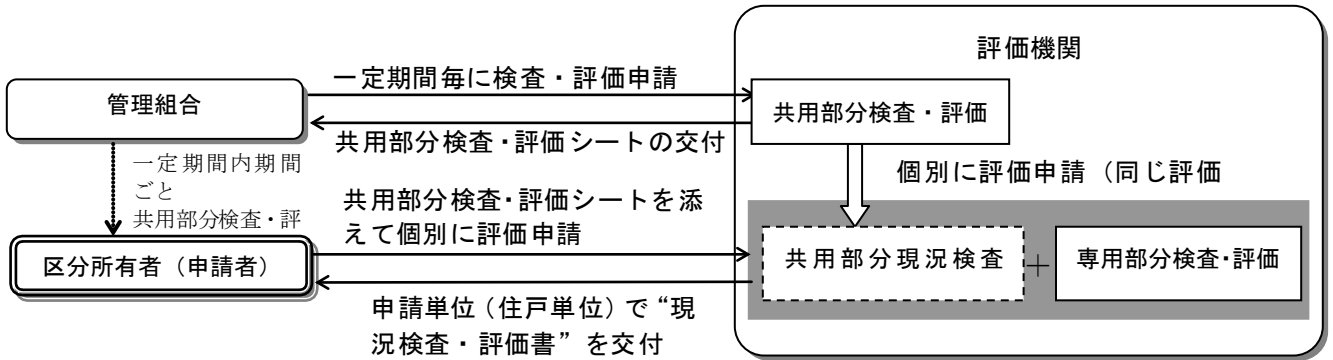 評価機関
一定期間毎に検査・評価申請
管理組合
共用部分検査・評価
共用部分検査・評価シートの交付
一定期間内期間
ごと
共用部分検査・評
個別に評価申請（同じ評価
共用部分検査・評価シートを添
えて個別に評価申請
区分所有者（申請者）
共用部分現況検査
+
専用部分検査・評価
申請単位（住戸単位）で“現
況検査・評価書”を交付